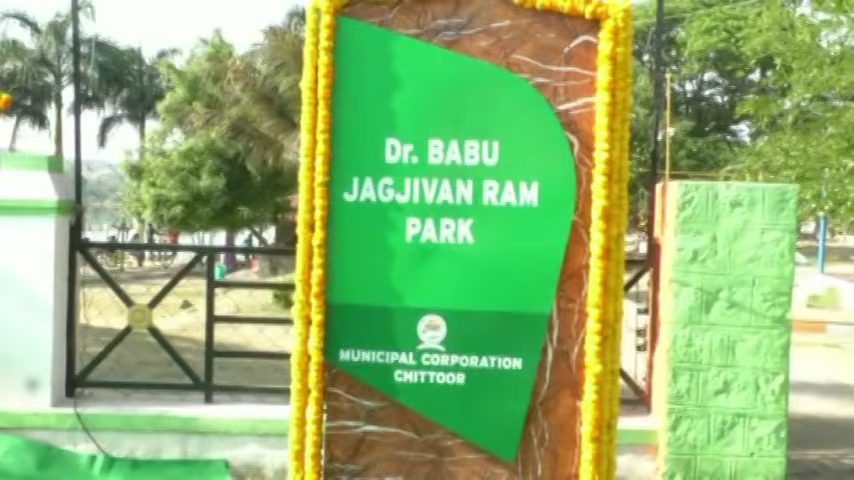 Dr. BABU
JAGJIVAN RAM
PARK
MUNICIPAL CORPORATION
CHITTOOR